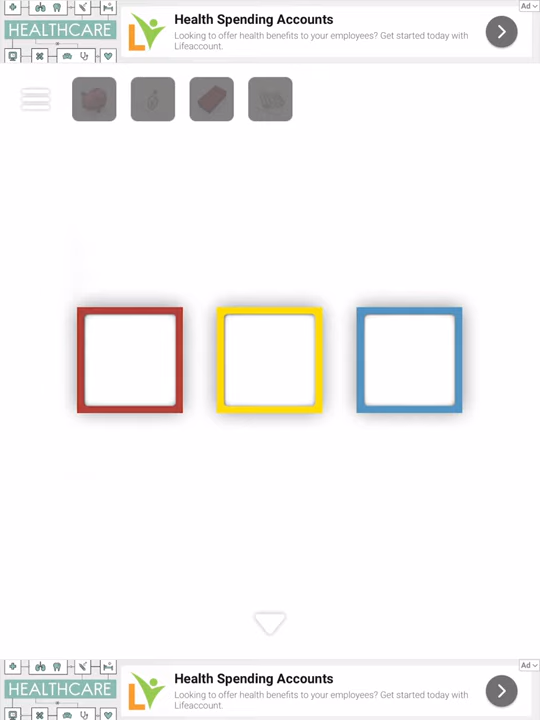 HEALTHCARE
Health Spending Accounts
Looking to offer health benefits to your employees? Get started today with
Lifeaccount.
Ad
HEALTHCARE
Health Spending Accounts
Looking to offer health benefits to your employees? Get started today with
Lifeaccount.
Ad